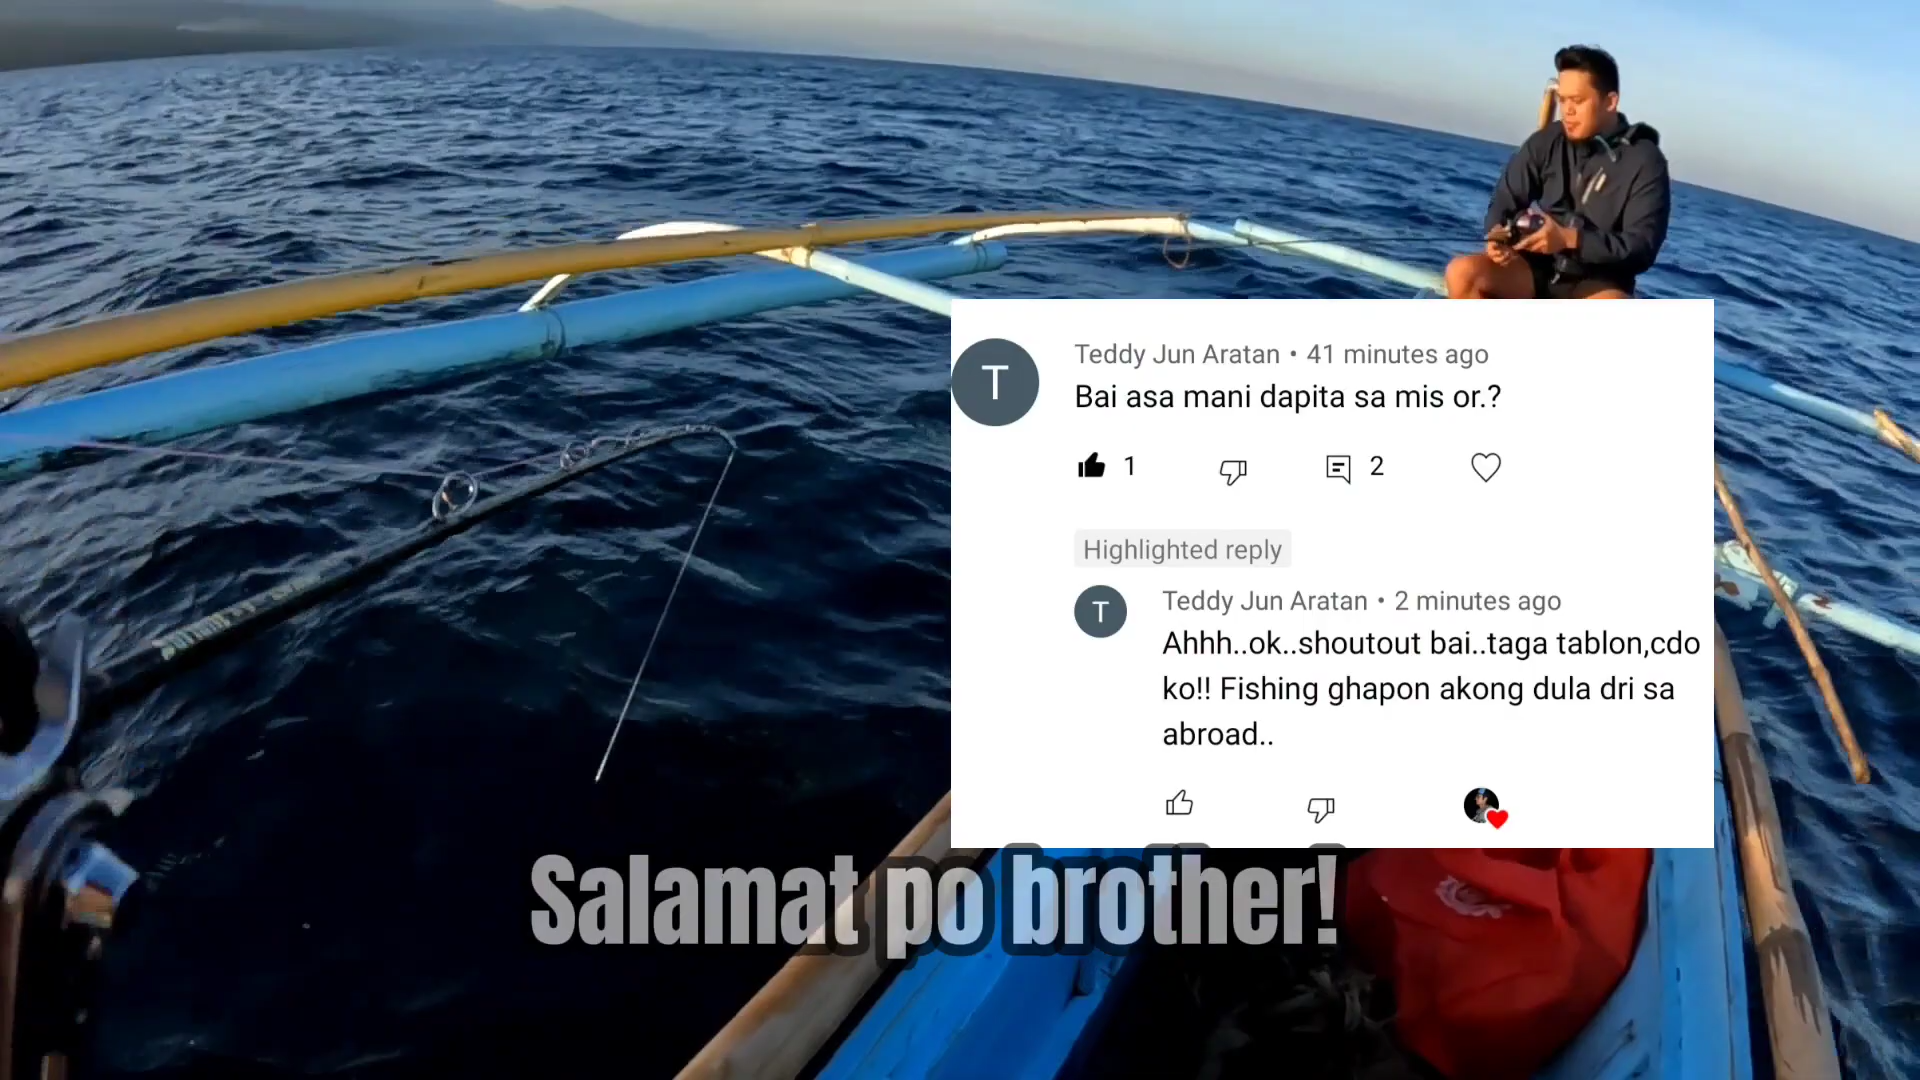 T
Teddy Jun Aratan • 41 minutes ago
Bai asa mani dapita sa mis or.?
1
2
Highlighted reply
T
Teddy Jun Aratan • 2 minutes ago
Ahhh..ok..shoutout bai..taga tablon,cdo
ko!! Fishing ghapon akong dula dri sa
abroad..
Salamat po brother!